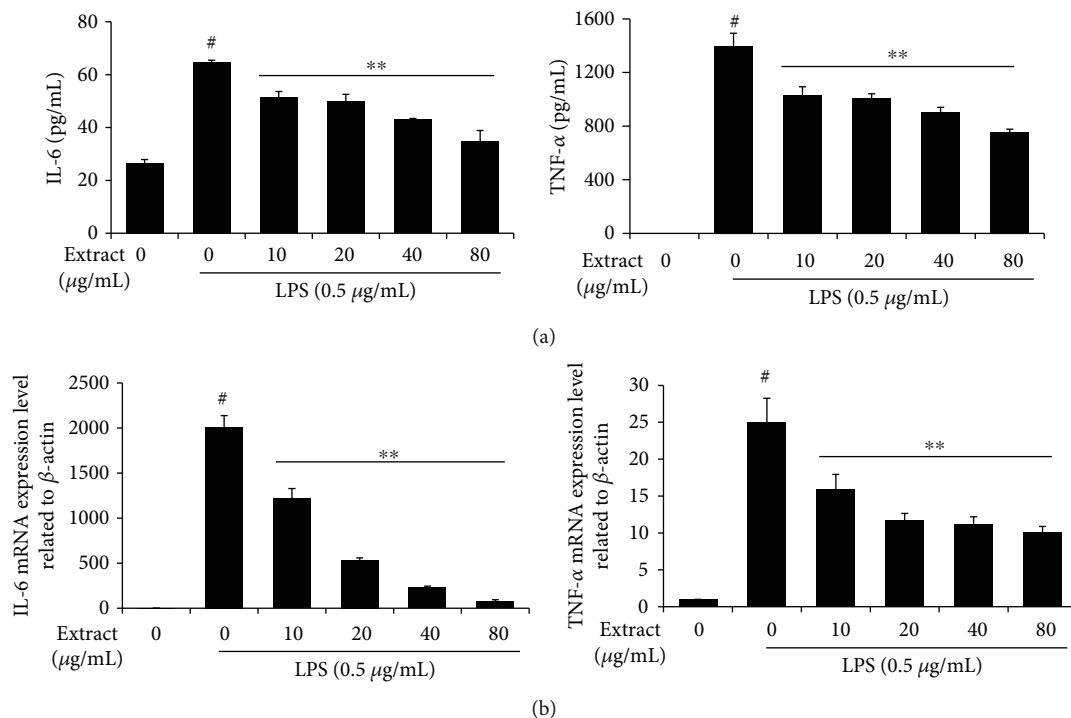 80
60
40
20
0
IL-6 (pg/mL)
#
**
Extract
(μg/mL)
0 0 10 20 40 80
LPS (0.5 μg/mL)
1600
1200
800
400
0
TNF-α (pg/mL)
#
**
Extract
(μg/mL)
0 0 10 20 40 80
LPS (0.5 μg/mL)
(a)
2500
2000
1500
1000
500
0
IL-6 mRNA expression level
related to β-actin
#
**
Extract
(μg/mL)
0 0 10 20 40 80
LPS (0.5 μg/mL)
35
30
25
20
15
10
5
0
TNF-α mRNA expression level
related to β-actin
#
**
Extract
(μg/mL)
0 0 10 20 40 80
LPS (0.5 μg/mL)
(b)